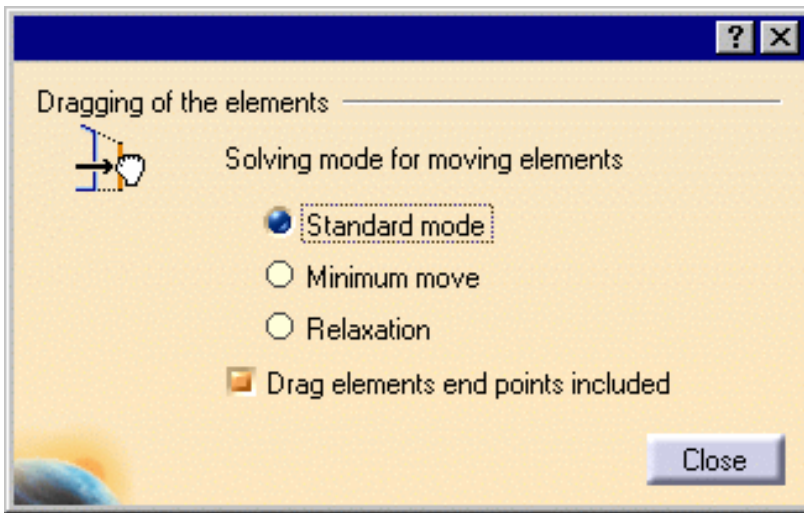 Dragging of the elements
Solving mode for moving elements
Standard mode
Minimum move
Relaxation
Drag elements end points included
Close